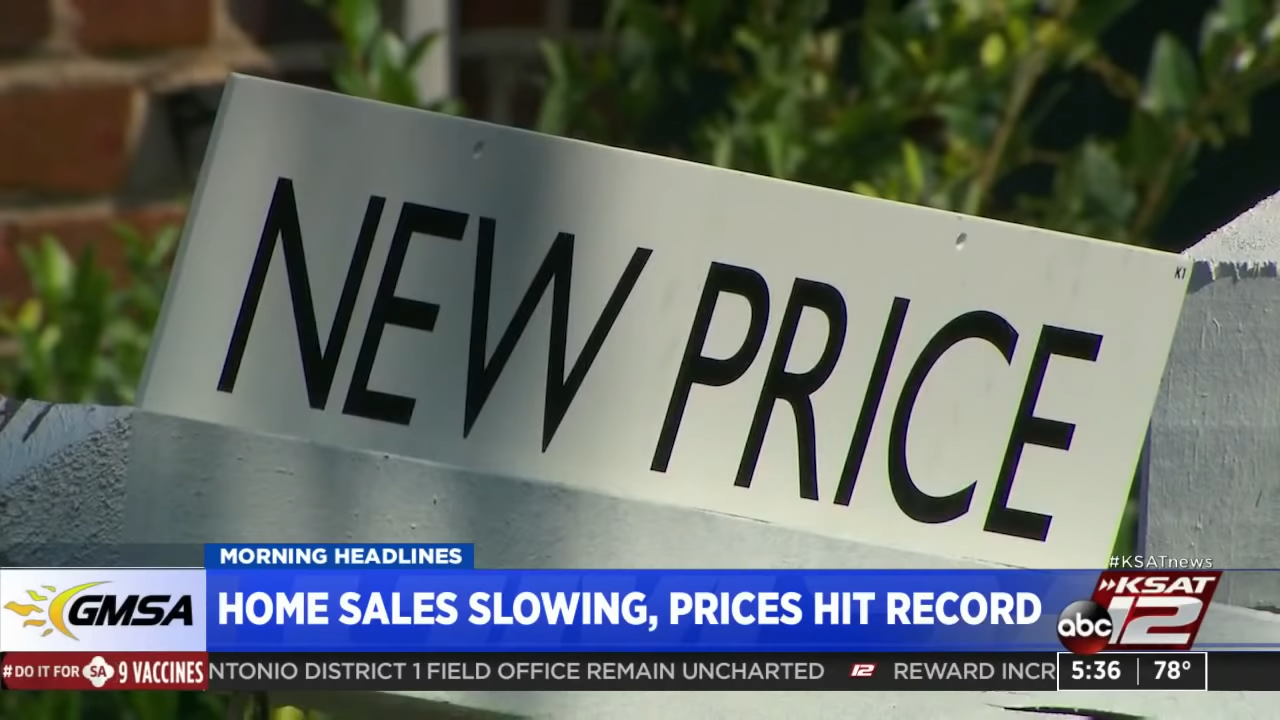 NEW PRICE
K1
MORNING HEADLINES
#KSATnews
GMSA
HOME SALES SLOWING, PRICES HIT RECORD
abc
KSAT
12
#DO IT FOR SA 9 VACCINES
NTONIO DISTRICT 1 FIELD OFFICE REMAIN UNCHARTED 12 REWARD INCR
5:36 78°